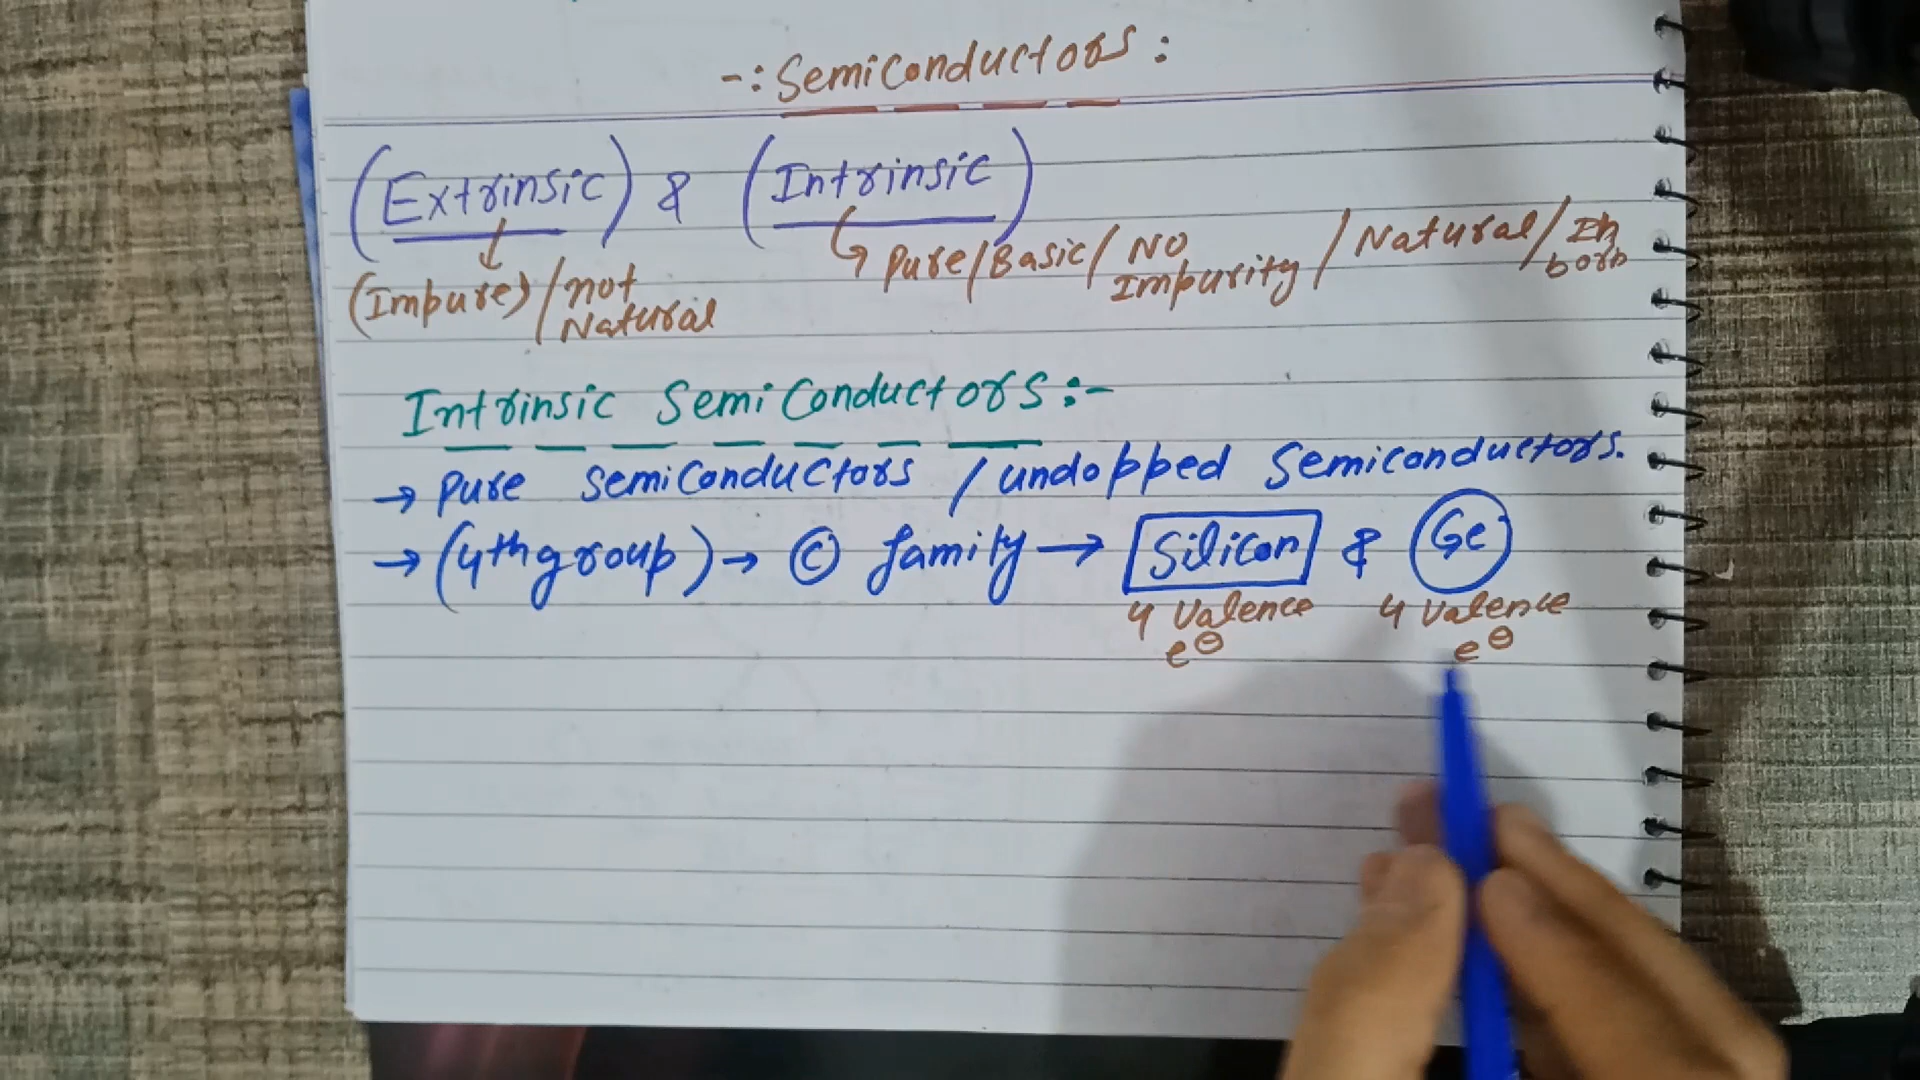 -: Semiconductors :
(Extrinsic) & (Intrinsic)
Pure/Basic/No Impurity/Natural/In born
(Impure)/not Natural
Intrinsic Semiconductors :-
→ Pure Semiconductors / undopped Semiconductors.
→ (4th group) → © family → Silicon & Ge
4 Valence e⊖ 4 Valence e⊖